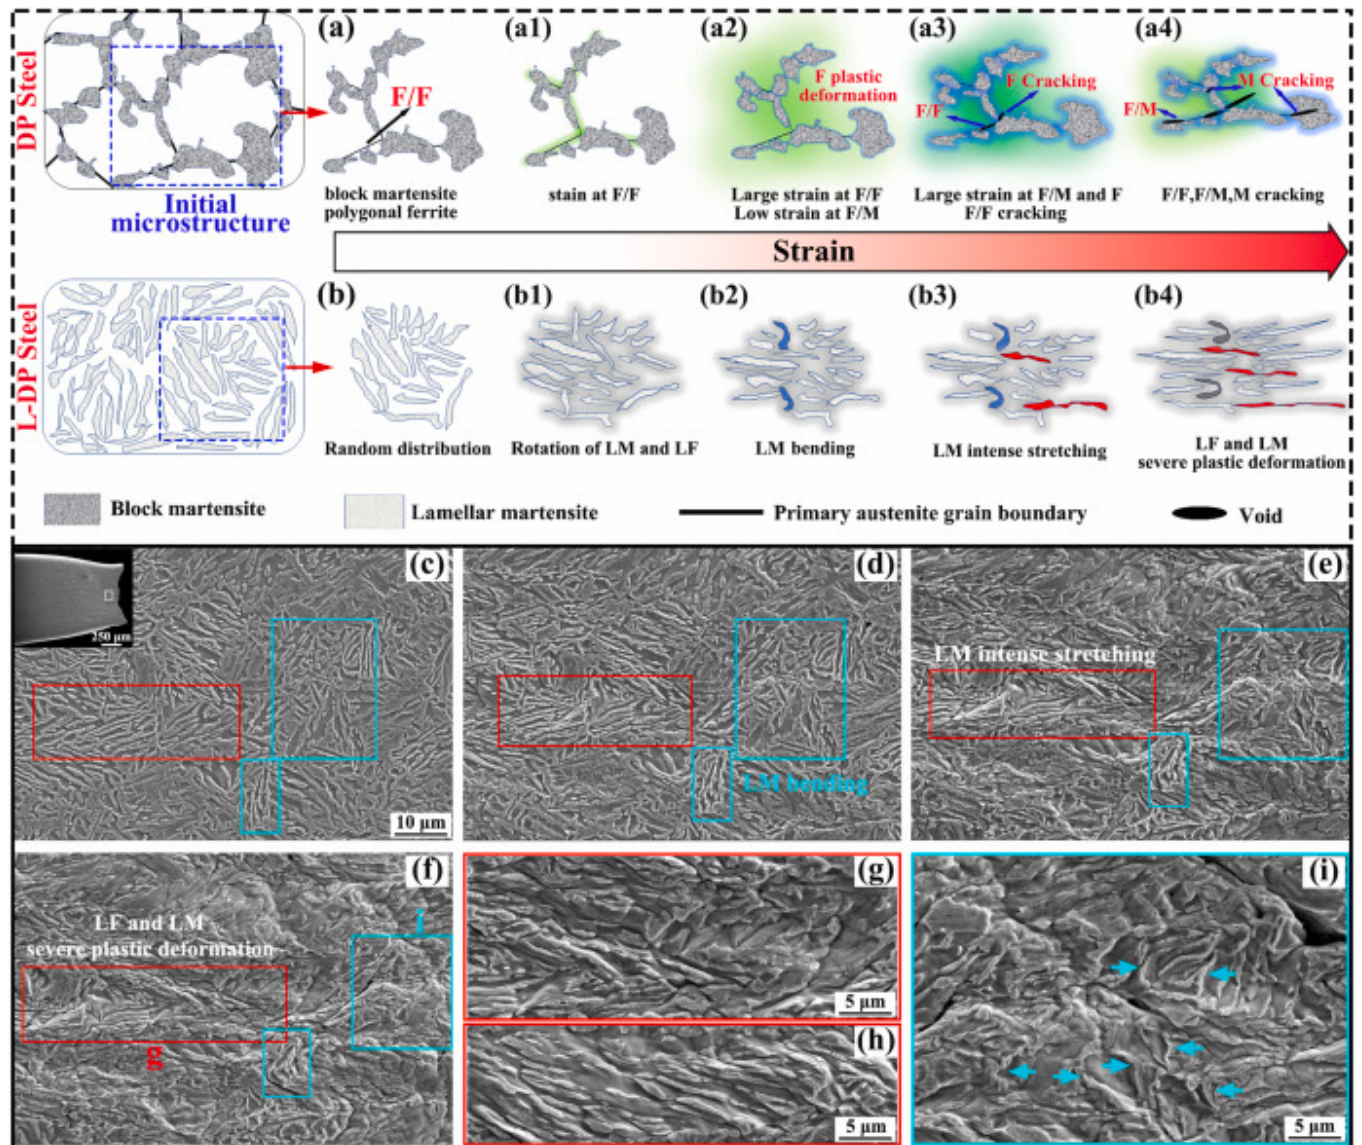 DP Steel
Initial
microstructure
(a)
F/F
block martensite
polygonal ferrite
(a1)
stain at F/F
(a2)
F plastic
deformation
Large strain at F/F
Low strain at F/M
(a3)
F Cracking
F/F
Large strain at F/M and F
F/F cracking
(a4)
M Cracking
F/M
F/F,F/M,M cracking
Strain
L-DP Steel
(b)
Random distribution
(b1)
Rotation of LM and LF
(b2)
LM bending
(b3)
LM intense stretching
(b4)
LF and LM
severe plastic deformation
Block martensite
Lamellar martensite
Primary austenite grain boundary
Void
(c)
250 μm
10 μm
(d)
LM bending
(e)
LM intense stretching
(f)
LF and LM
severe plastic deformation
i
g
(g)
5 μm
(h)
5 μm
(i)
5 μm